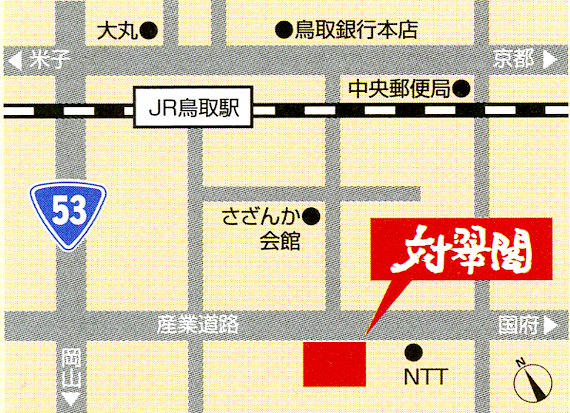 大丸●
●鳥取銀行本店
◀米子
京都▶
中央郵便局●
JR鳥取駅
53
さざんか●
会館
対翠閣
産業道路
国府▶
岡山▼
NTT
N